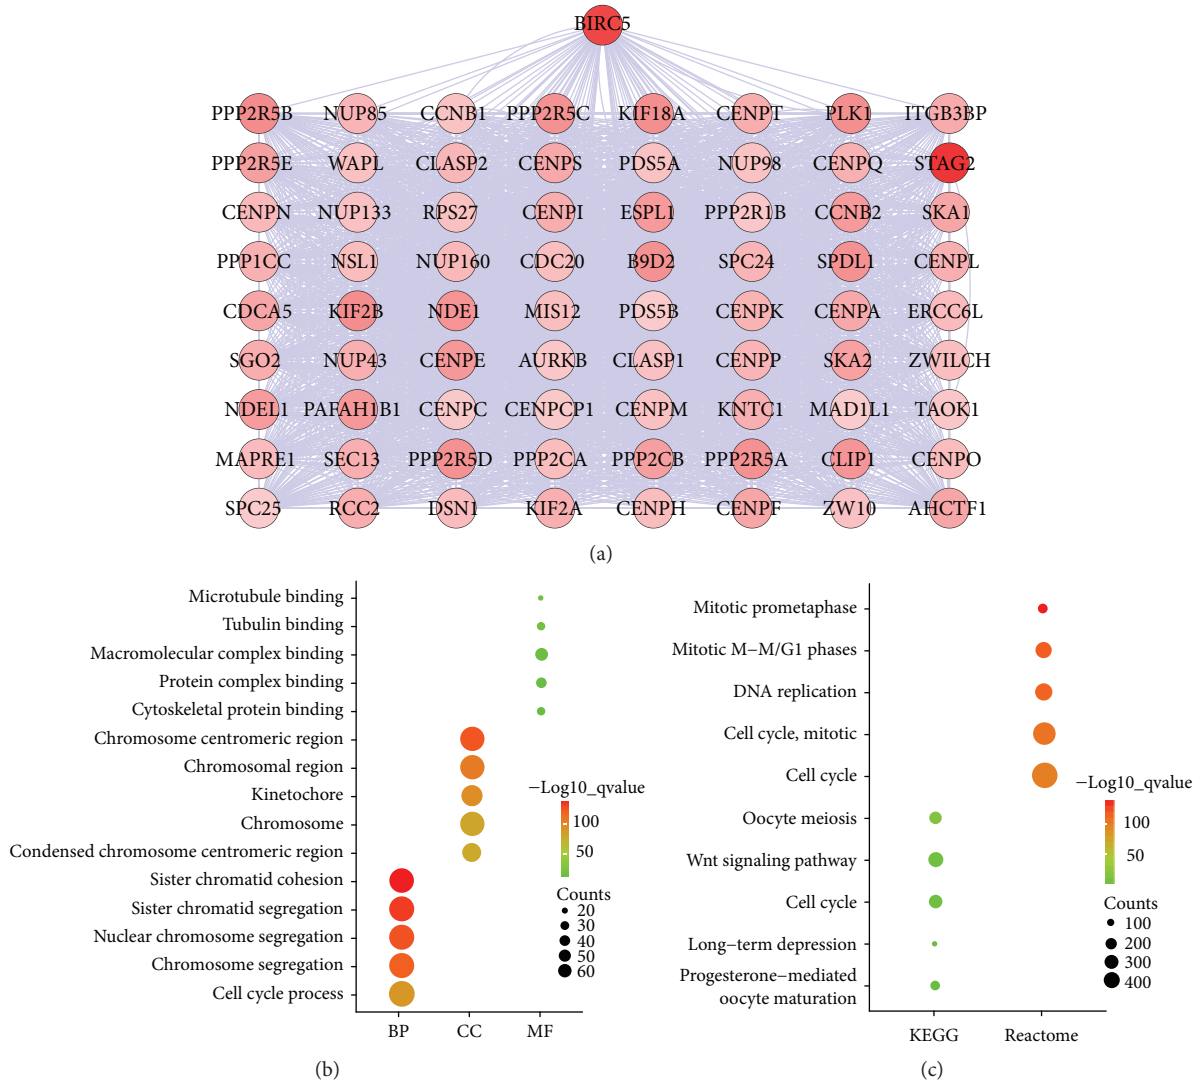 BIRC5
PPP2R5B NUP85 CCNB1 PPP2R5C KIF18A CENPT PLK1 ITGB3BP
PPP2R5E WAPL CLASP2 CENPS PDS5A NUP98 CENPQ STAG2
CENPN NUP133 RPS27 CENPI ESPL1 PPP2R1B CCNB2 SKA1
PPP1CC NSL1 NUP160 CDC20 B9D2 SPC24 SPDL1 CENPL
CDCA5 KIF2B NDE1 MIS12 PDS5B CENPK CENPA ERCC6L
SGO2 NUP43 CENPE AURKB CLASP1 CENPP SKA2 ZWILCH
NDEL1 PAFAH1B1 CENPC CENPCP1 CENPM KNTC1 MAD1L1 TAOK1
MAPRE1 SEC13 PPP2R5D PPP2CA PPP2CB PPP2R5A CLIP1 CENPO
SPC25 RCC2 DSN1 KIF2A CENPH CENPF ZW10 AHCTF1
(a)
Microtubule binding
Tubulin binding
Macromolecular complex binding
Protein complex binding
Cytoskeletal protein binding
Chromosome centromeric region
Chromosomal region
Kinetochore
Chromosome
Condensed chromosome centromeric region
Sister chromatid cohesion
Sister chromatid segregation
Nuclear chromosome segregation
Chromosome segregation
Cell cycle process
BP CC MF
−Log10_qvalue
100
50
Counts
20
30
40
50
60
(b)
Mitotic prometaphase
Mitotic M−M/G1 phases
DNA replication
Cell cycle, mitotic
Cell cycle
Oocyte meiosis
Wnt signaling pathway
Cell cycle
Long−term depression
Progesterone−mediated
oocyte maturation
KEGG Reactome
−Log10_qvalue
100
50
Counts
100
200
300
400
(c)